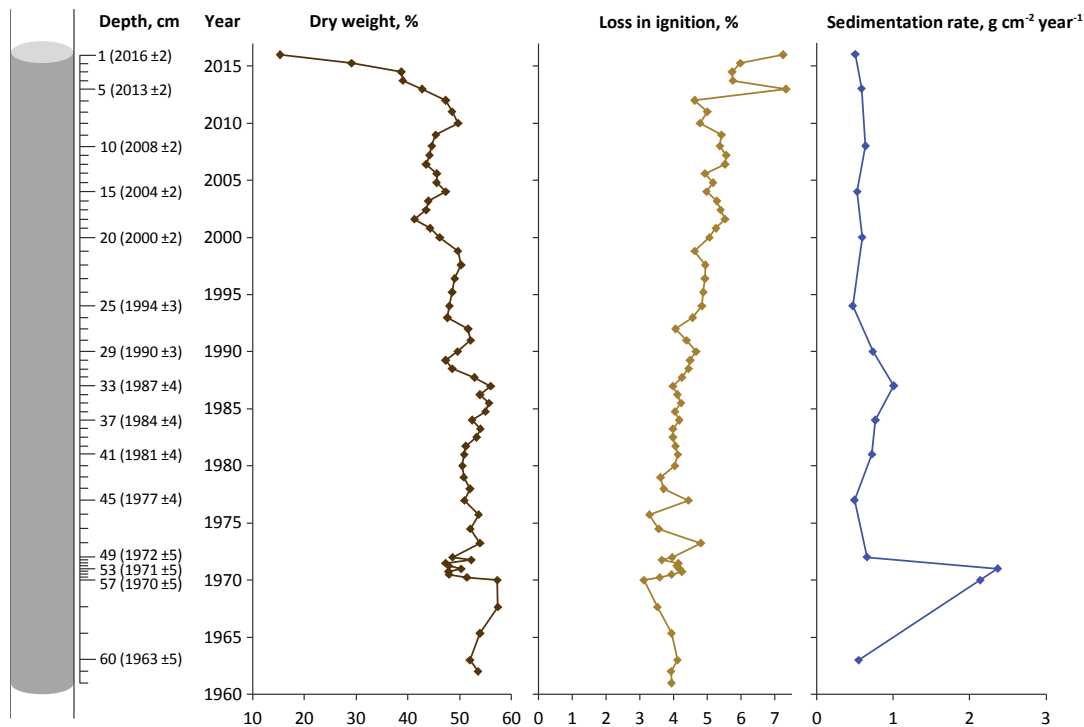 Depth, cm Year Dry weight, % Loss in ignition, % Sedimentation rate, g cm⁻² year⁻¹
1 (2016 ±2)
2015
5 (2013 ±2)
2010
10 (2008 ±2)
2005
15 (2004 ±2)
20 (2000 ±2) 2000
25 (1994 ±3) 1995
29 (1990 ±3) 1990
33 (1987 ±4)
1985
37 (1984 ±4)
41 (1981 ±4)
1980
45 (1977 ±4)
1975
49 (1972 ±5)
53 (1971 ±5)
57 (1970 ±5) 1970
1965
60 (1963 ±5)
1960
10 20 30 40 50 60 0 1 2 3 4 5 6 7 0 1 2 3